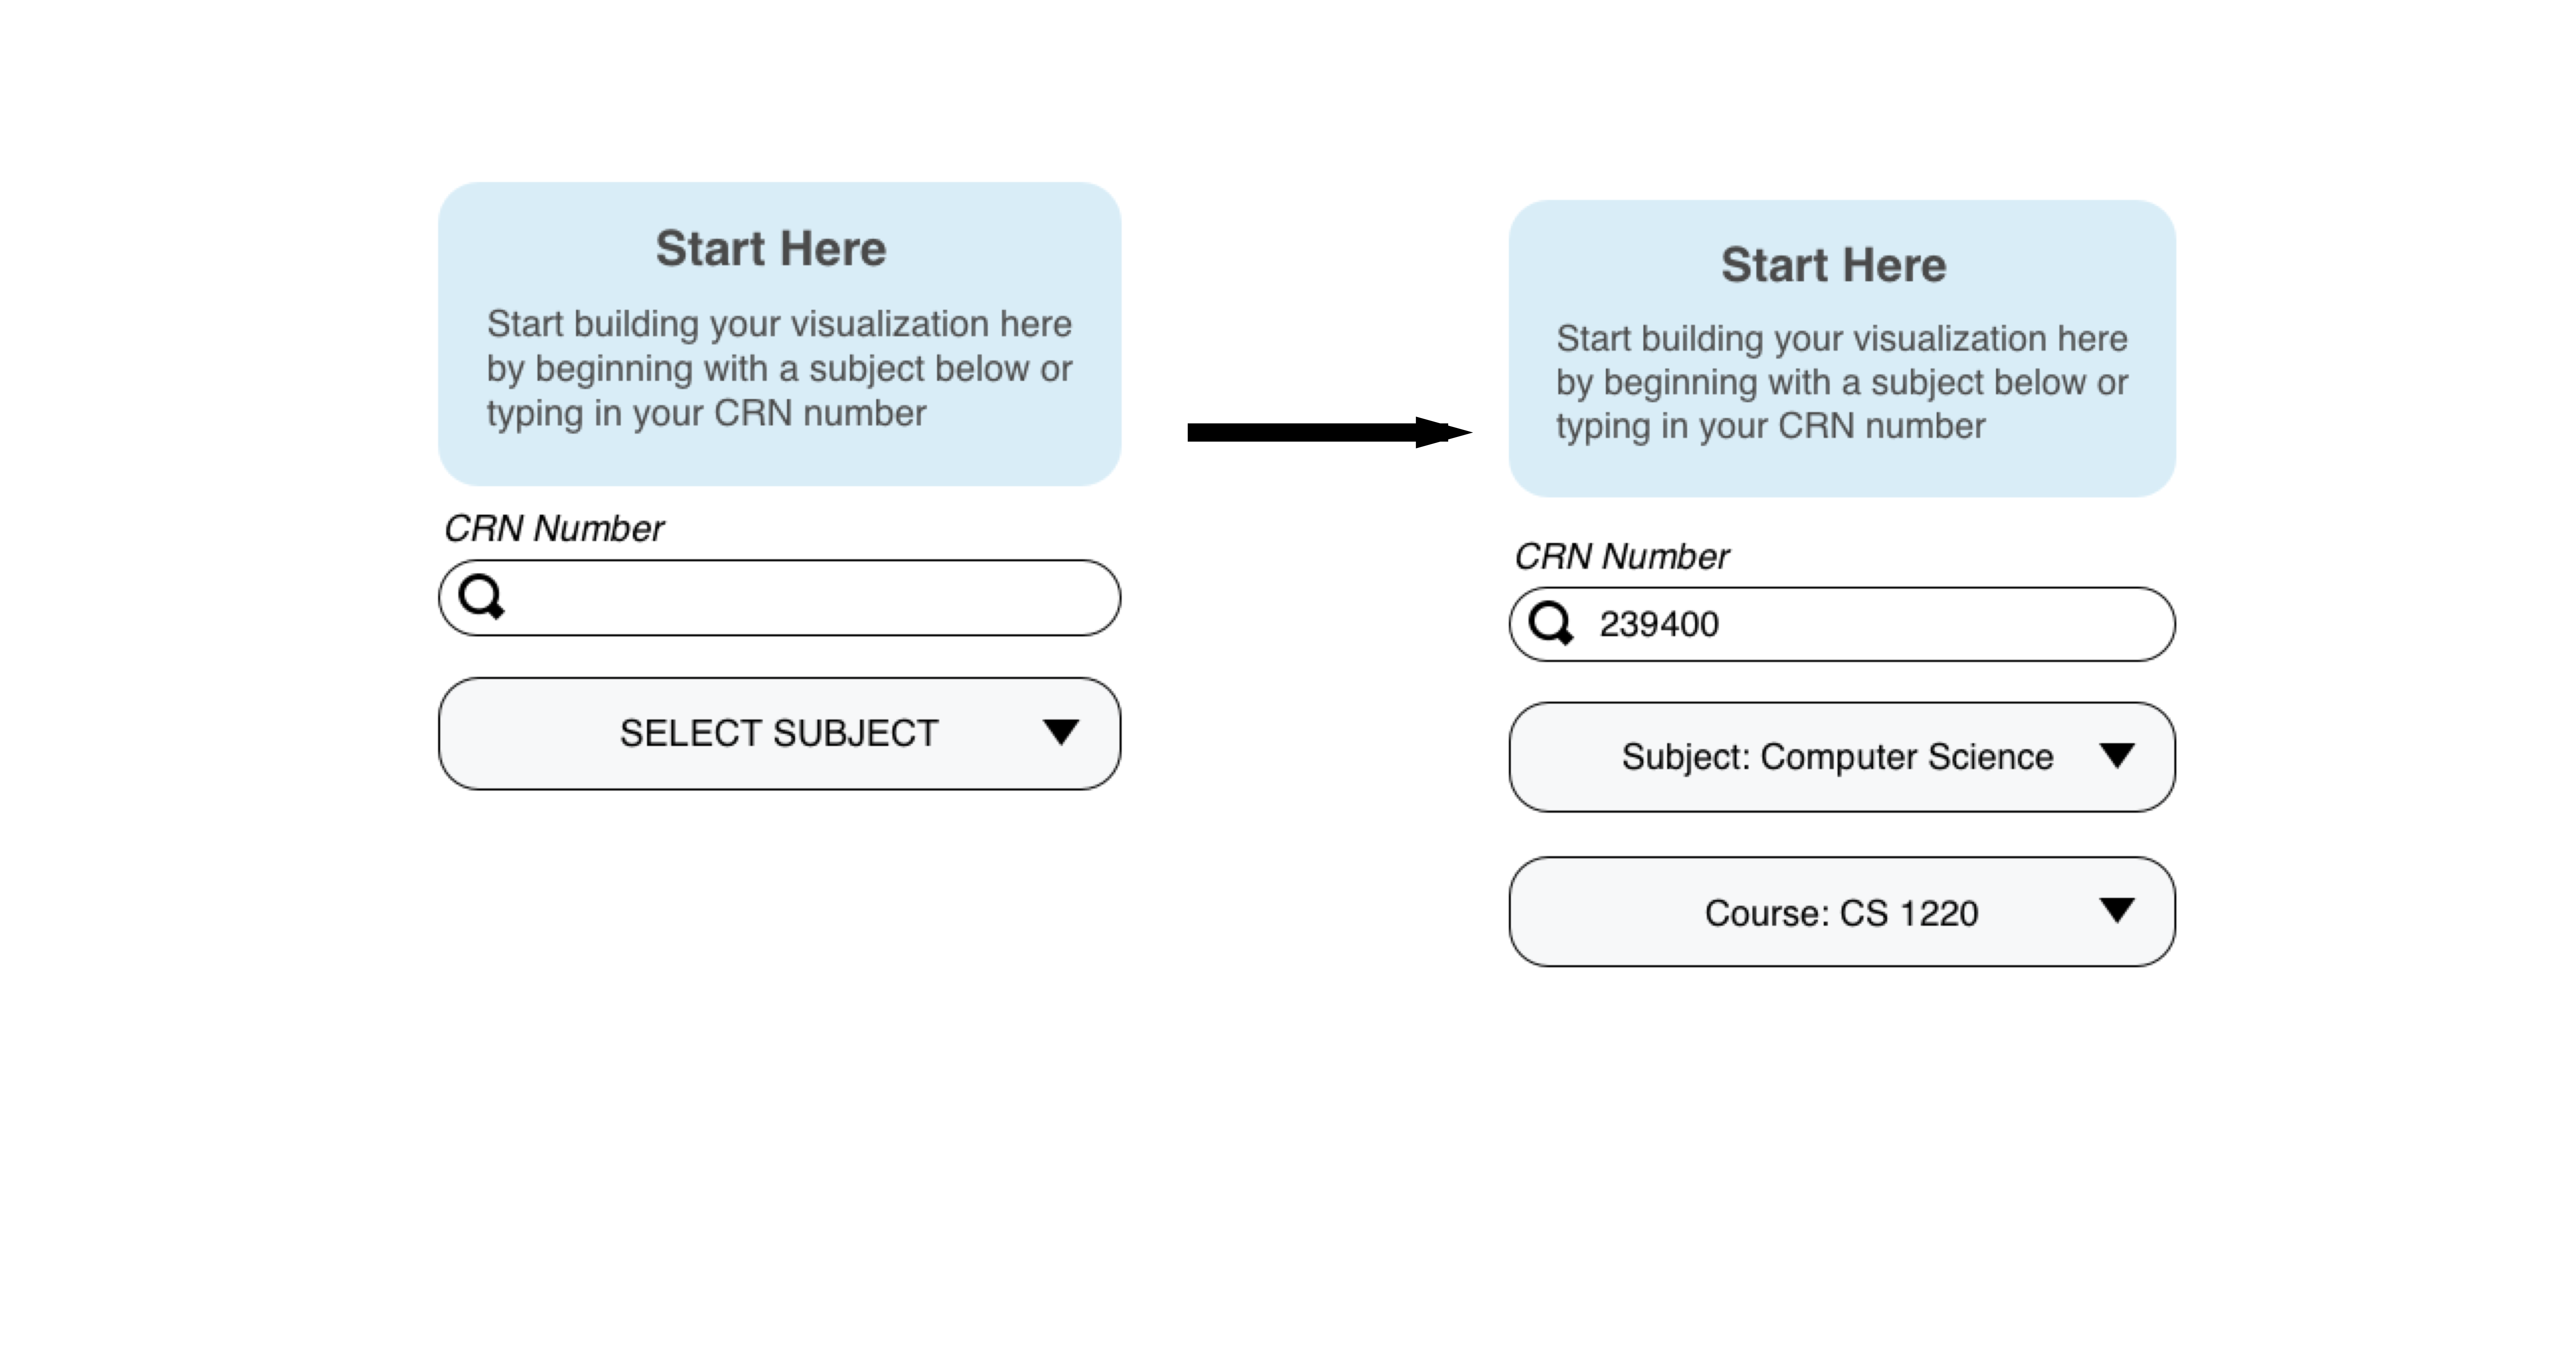 Start Here
Start building your visualization here
by beginning with a subject below or
typing in your CRN number
CRN Number
SELECT SUBJECT
Start Here
Start building your visualization here
by beginning with a subject below or
typing in your CRN number
CRN Number
239400
Subject: Computer Science
Course: CS 1220